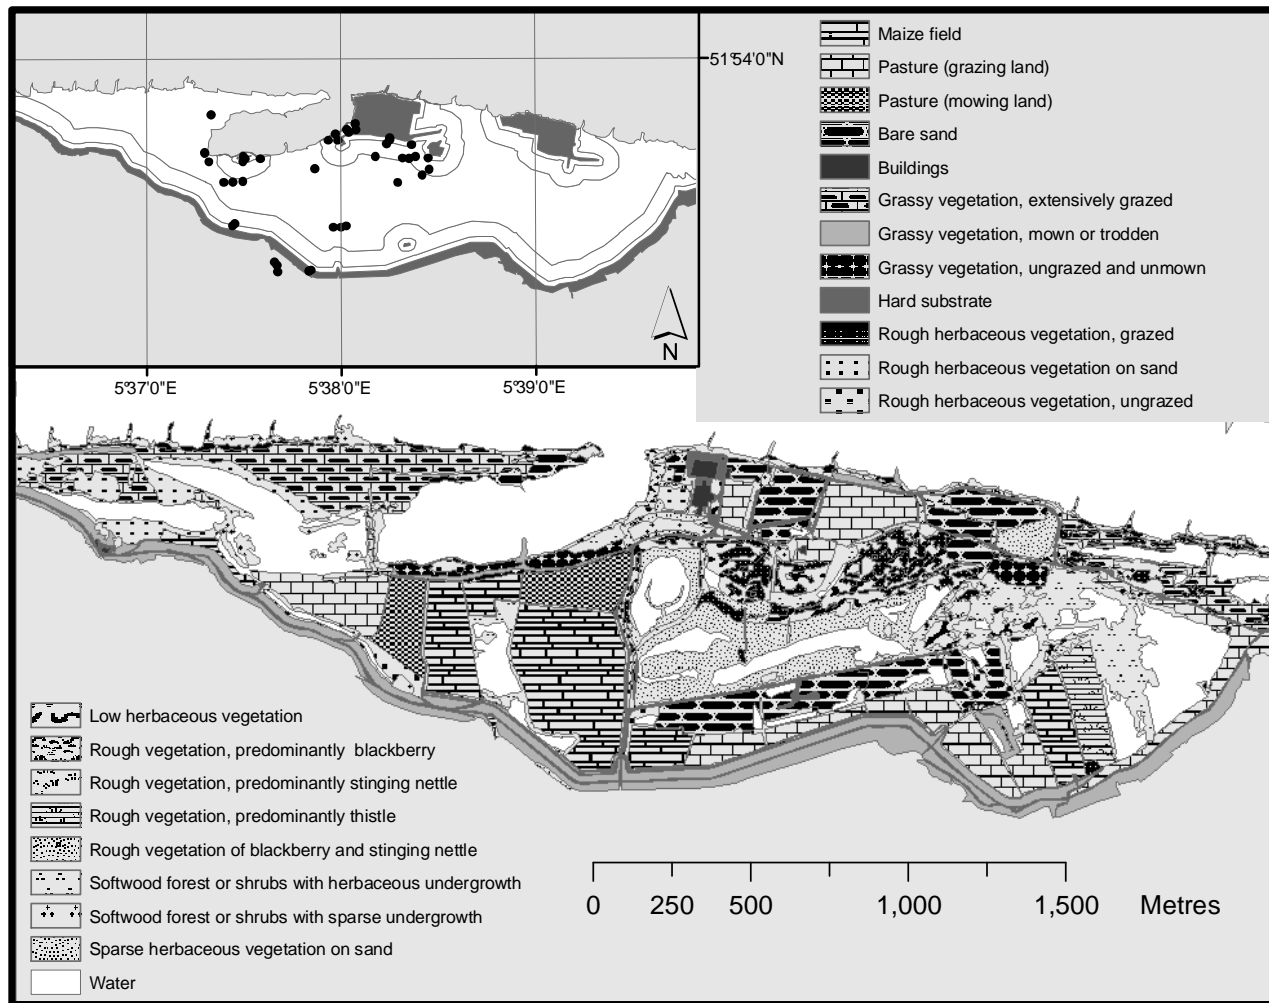 51°54'0"N
5°37'0"E
5°38'0"E
5°39'0"E
N
Maize field
Pasture (grazing land)
Pasture (mowing land)
Bare sand
Buildings
Grassy vegetation, extensively grazed
Grassy vegetation, mown or trodden
Grassy vegetation, ungrazed and unmown
Hard substrate
Rough herbaceous vegetation, grazed
Rough herbaceous vegetation on sand
Rough herbaceous vegetation, ungrazed
Low herbaceous vegetation
Rough vegetation, predominantly blackberry
Rough vegetation, predominantly stinging nettle
Rough vegetation, predominantly thistle
Rough vegetation of blackberry and stinging nettle
Softwood forest or shrubs with herbaceous undergrowth
Softwood forest or shrubs with sparse undergrowth
Sparse herbaceous vegetation on sand
Water
0 250 500 1,000 1,500 Metres